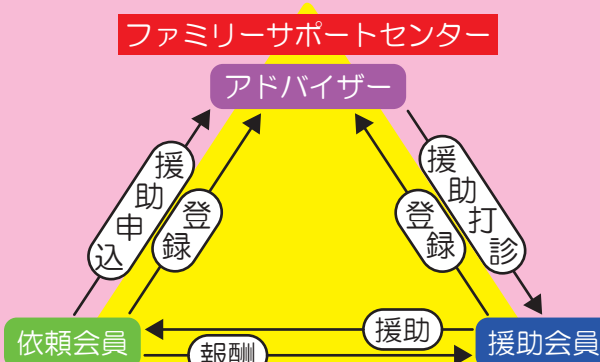 ファミリーサポートセンター
アドバイザー
援助申込
登録
登録
援助打診
援助
依頼会員
援助会員
報酬